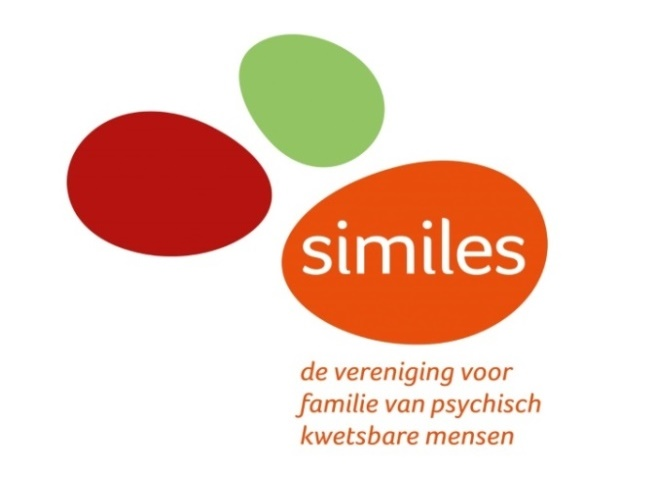 similes
de vereniging voor
familie van psychisch
kwetsbare mensen